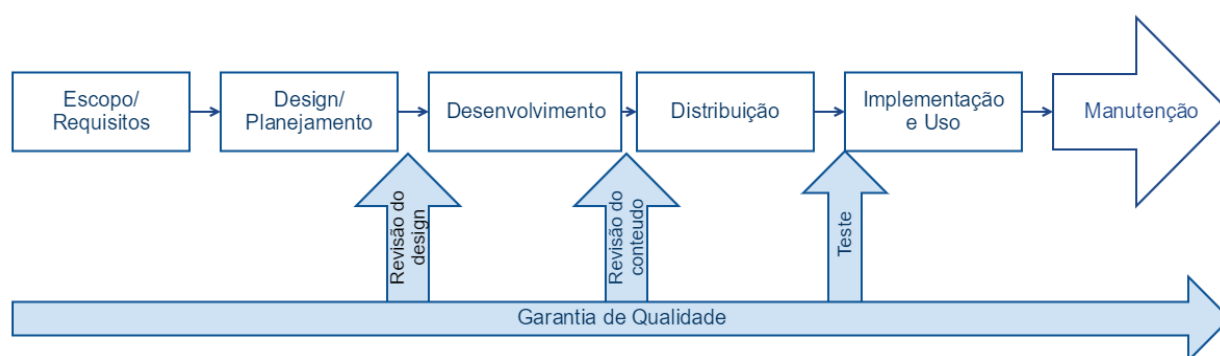 Escopo/
Requisitos
Design/
Planejamento
Desenvolvimento
Distribuição
Implementação
e Uso
Manutenção
Revisão do
design
Revisão do
conteudo
Teste
Garantia de Qualidade